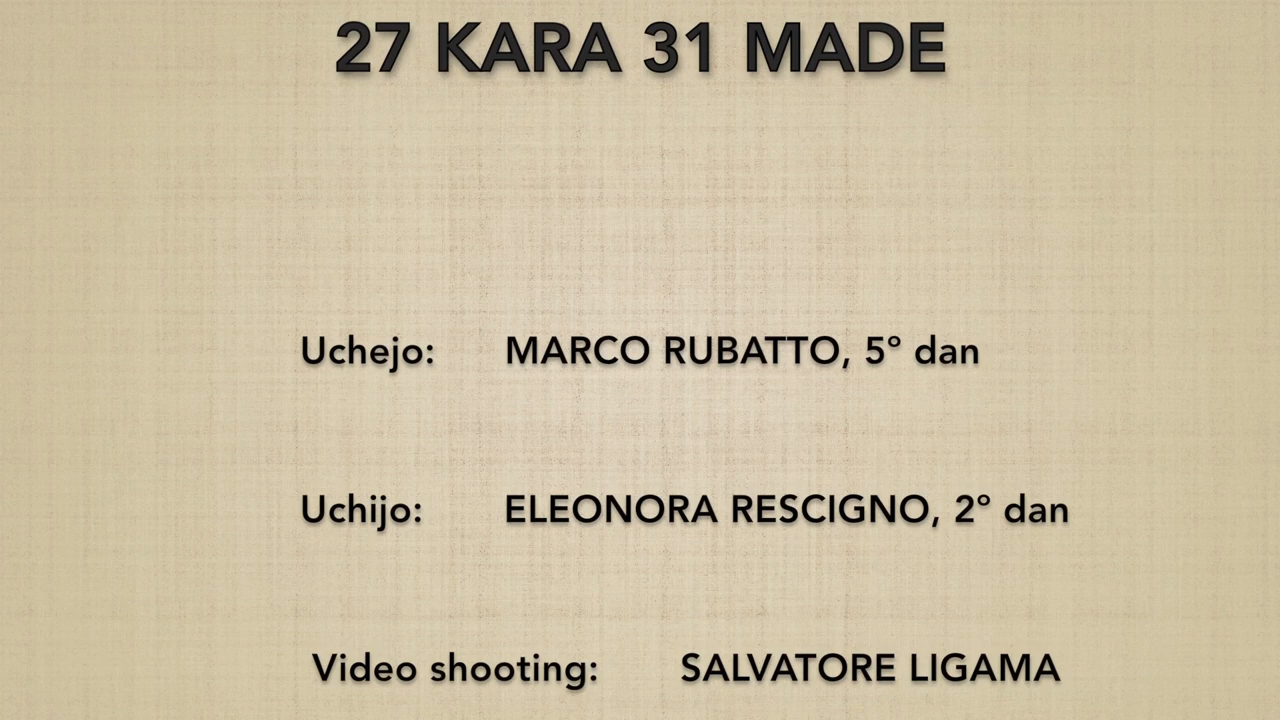 27 KARA 31 MADE
Uchejo: MARCO RUBATTO, 5° dan
Uchijo: ELEONORA RESCIGNO, 2° dan
Video shooting: SALVATORE LIGAMA